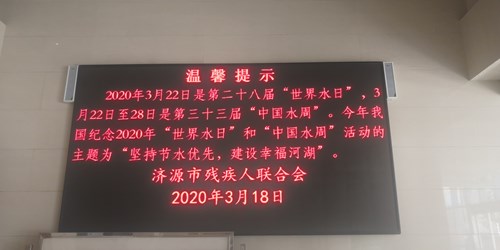 温馨提示
2020年3月22日是第二十八届“世界水日”，3
月22日至28日是第三十三届“中国水周”。今年我
国纪念2020年“世界水日”和“中国水周”活动的
主题为“坚持节水优先，建设幸福河湖”。
济源市残疾人联合会
2020年3月18日